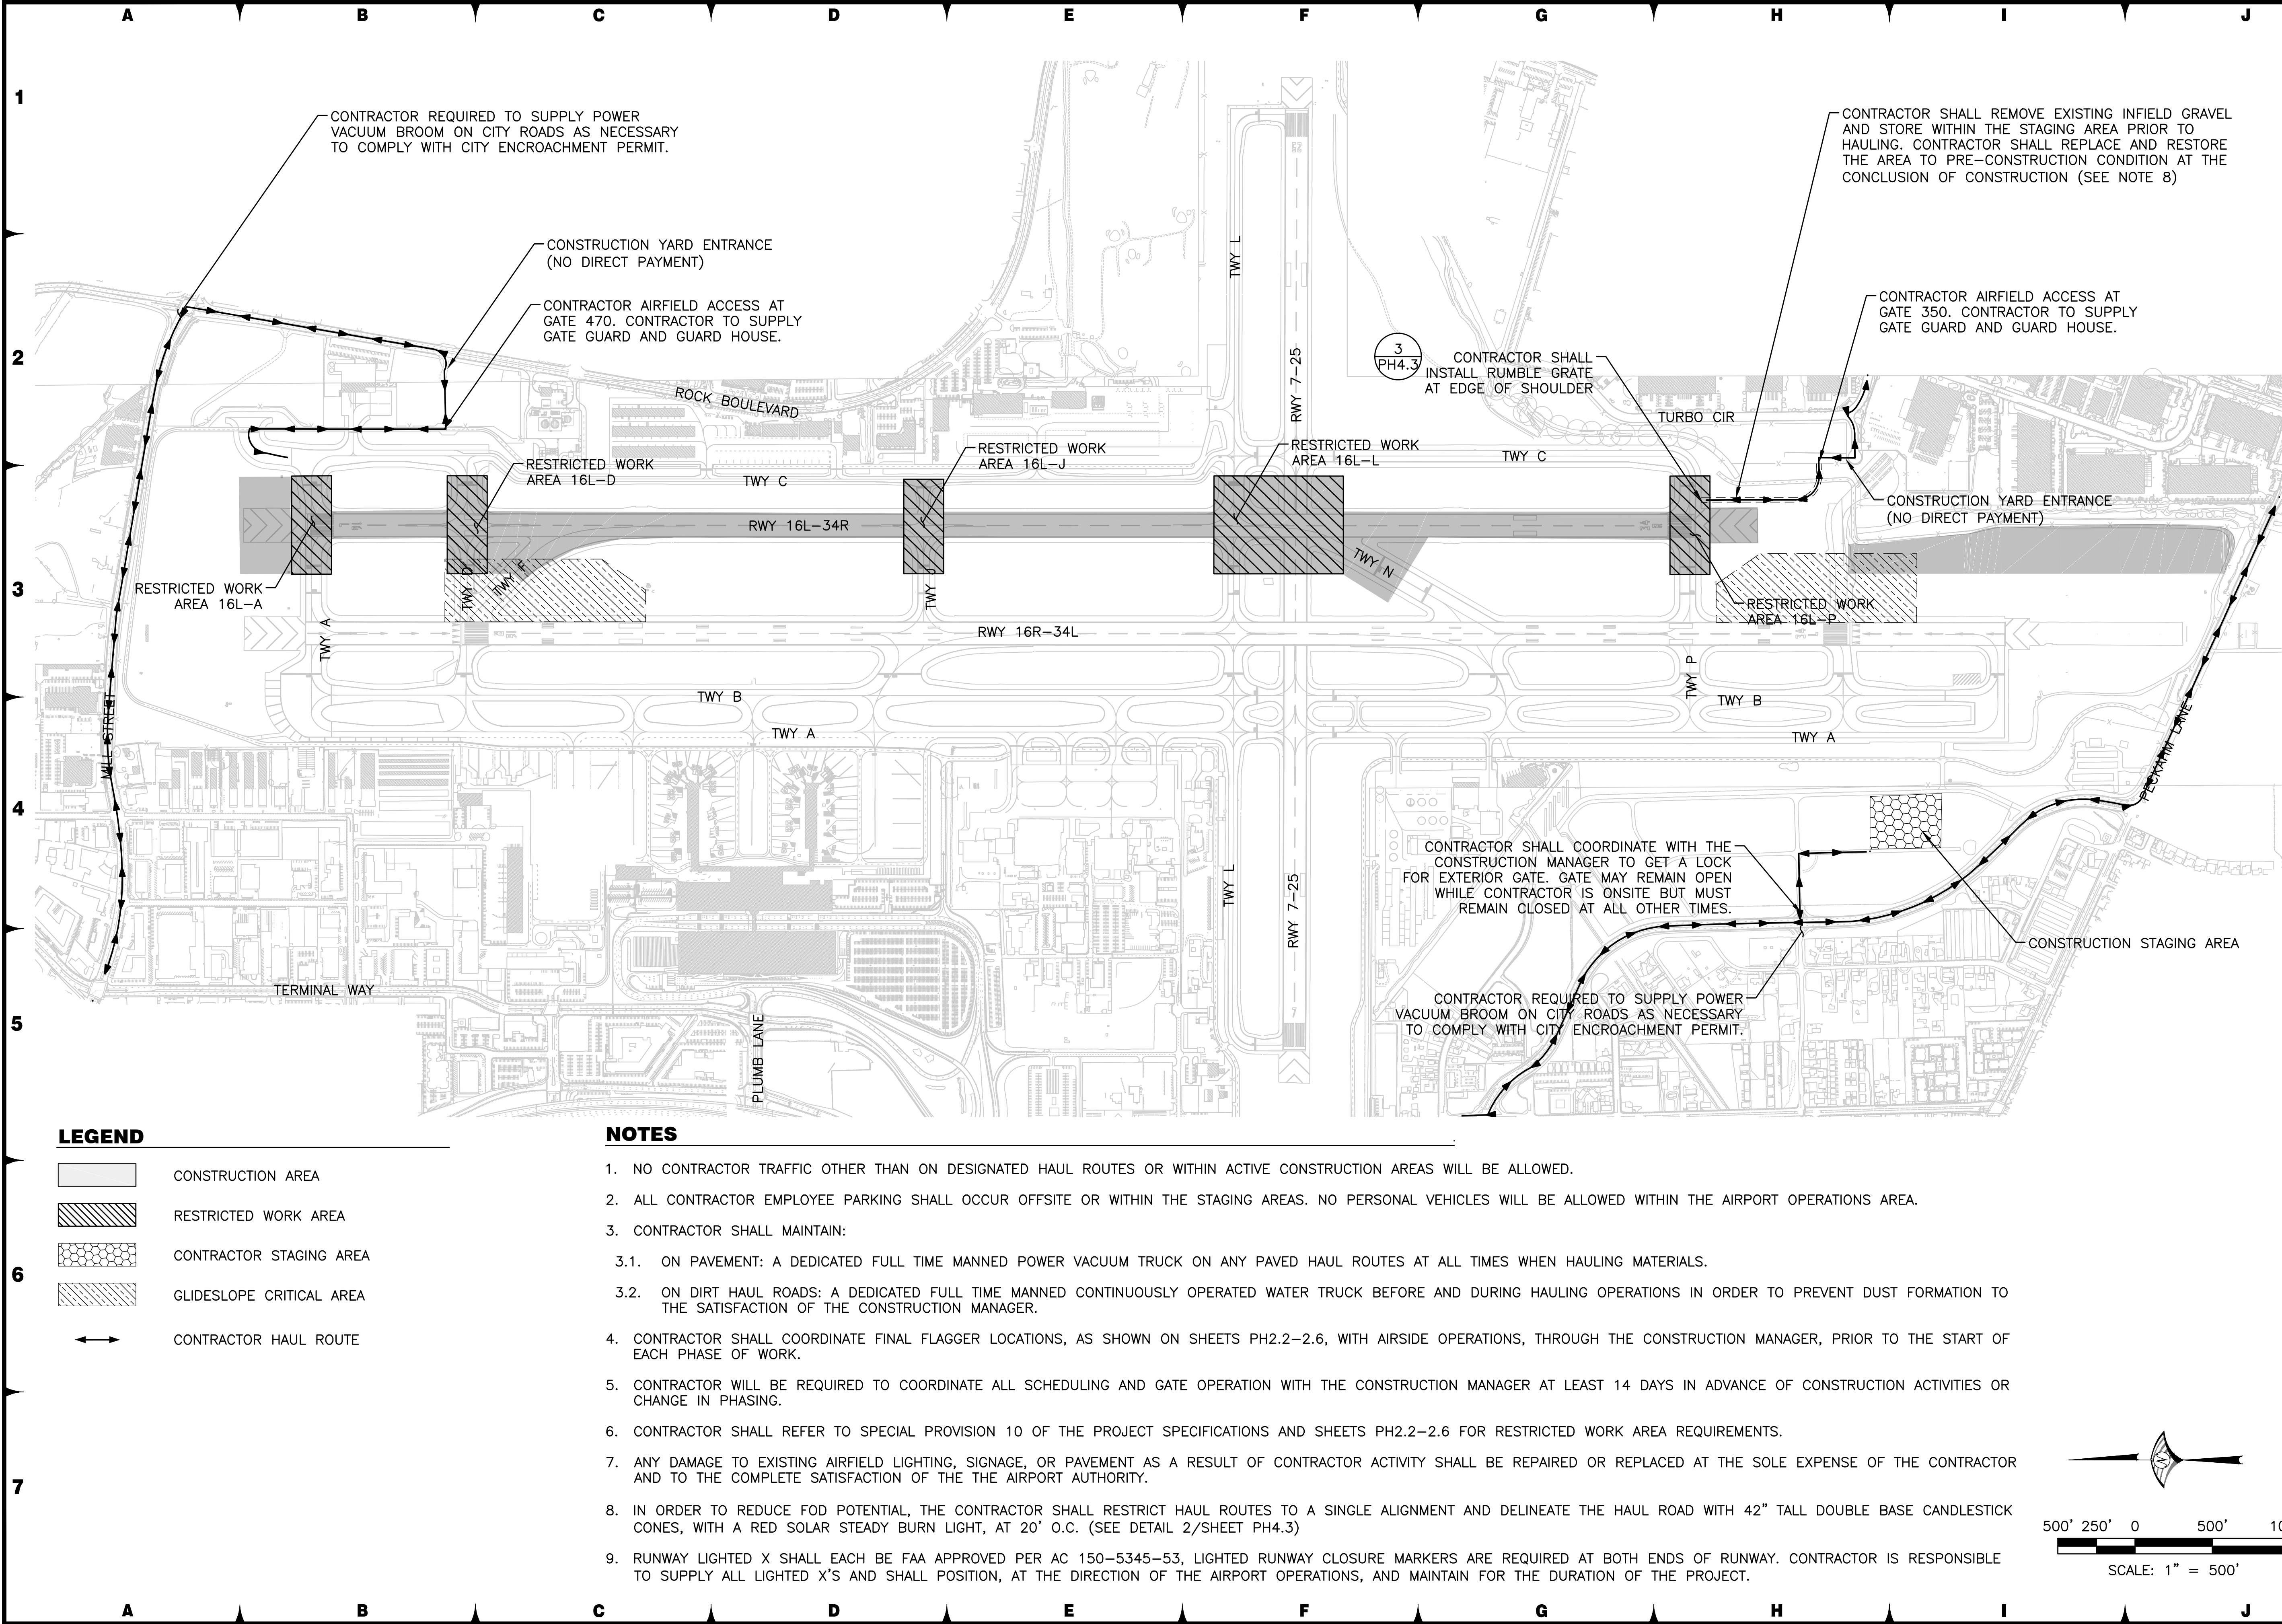 A B C D E F G H I J
1
CONTRACTOR REQUIRED TO SUPPLY POWER
VACUUM BROOM ON CITY ROADS AS NECESSARY
TO COMPLY WITH CITY ENCROACHMENT PERMIT.
CONTRACTOR SHALL REMOVE EXISTING INFIELD GRAVEL
AND STORE WITHIN THE STAGING AREA PRIOR TO
HAULING. CONTRACTOR SHALL REPLACE AND RESTORE
THE AREA TO PRE-CONSTRUCTION CONDITION AT THE
CONCLUSION OF CONSTRUCTION (SEE NOTE 8)
CONSTRUCTION YARD ENTRANCE
(NO DIRECT PAYMENT)
TWY L
CONTRACTOR AIRFIELD ACCESS AT
GATE 470. CONTRACTOR TO SUPPLY
GATE GUARD AND GUARD HOUSE.
CONTRACTOR AIRFIELD ACCESS AT
GATE 350. CONTRACTOR TO SUPPLY
GATE GUARD AND GUARD HOUSE.
2
3
PH4.3
CONTRACTOR SHALL
INSTALL RUMBLE GRATE
AT EDGE OF SHOULDER
RWY 7-25
ROCK BOULEVARD
TURBO CIR
RESTRICTED WORK
AREA 16L-J
RESTRICTED WORK
AREA 16L-L
TWY C
RESTRICTED WORK
AREA 16L-D
TWY C
CONSTRUCTION YARD ENTRANCE
(NO DIRECT PAYMENT)
RWY 16L-34R
TWY N
TWY F
TWY D
TWY J
3
RESTRICTED WORK
AREA 16L-A
RESTRICTED WORK
AREA 16L-P
RWY 16R-34L
TWY A
TWY P
TWY B
TWY B
TWY A
TWY A
MILL STREET
PECKAHM LANE
4
CONTRACTOR SHALL COORDINATE WITH THE
CONSTRUCTION MANAGER TO GET A LOCK
FOR EXTERIOR GATE. GATE MAY REMAIN OPEN
WHILE CONTRACTOR IS ONSITE BUT MUST
REMAIN CLOSED AT ALL OTHER TIMES.
TWY L
RWY 7-25
CONSTRUCTION STAGING AREA
TERMINAL WAY
5
CONTRACTOR REQUIRED TO SUPPLY POWER
VACUUM BROOM ON CITY ROADS AS NECESSARY
TO COMPLY WITH CITY ENCROACHMENT PERMIT.
PLUMB LANE
LEGEND
CONSTRUCTION AREA
RESTRICTED WORK AREA
CONTRACTOR STAGING AREA
GLIDESLOPE CRITICAL AREA
CONTRACTOR HAUL ROUTE
6
7
NOTES
1. NO CONTRACTOR TRAFFIC OTHER THAN ON DESIGNATED HAUL ROUTES OR WITHIN ACTIVE CONSTRUCTION AREAS WILL BE ALLOWED.
2. ALL CONTRACTOR EMPLOYEE PARKING SHALL OCCUR OFFSITE OR WITHIN THE STAGING AREAS. NO PERSONAL VEHICLES WILL BE ALLOWED WITHIN THE AIRPORT OPERATIONS AREA.
3. CONTRACTOR SHALL MAINTAIN:
3.1. ON PAVEMENT: A DEDICATED FULL TIME MANNED POWER VACUUM TRUCK ON ANY PAVED HAUL ROUTES AT ALL TIMES WHEN HAULING MATERIALS.
3.2. ON DIRT HAUL ROADS: A DEDICATED FULL TIME MANNED CONTINUOUSLY OPERATED WATER TRUCK BEFORE AND DURING HAULING OPERATIONS IN ORDER TO PREVENT DUST FORMATION TO
THE SATISFACTION OF THE CONSTRUCTION MANAGER.
4. CONTRACTOR SHALL COORDINATE FINAL FLAGGER LOCATIONS, AS SHOWN ON SHEETS PH2.2-2.6, WITH AIRSIDE OPERATIONS, THROUGH THE CONSTRUCTION MANAGER, PRIOR TO THE START OF
EACH PHASE OF WORK.
5. CONTRACTOR WILL BE REQUIRED TO COORDINATE ALL SCHEDULING AND GATE OPERATION WITH THE CONSTRUCTION MANAGER AT LEAST 14 DAYS IN ADVANCE OF CONSTRUCTION ACTIVITIES OR
CHANGE IN PHASING.
6. CONTRACTOR SHALL REFER TO SPECIAL PROVISION 10 OF THE PROJECT SPECIFICATIONS AND SHEETS PH2.2-2.6 FOR RESTRICTED WORK AREA REQUIREMENTS.
7. ANY DAMAGE TO EXISTING AIRFIELD LIGHTING, SIGNAGE, OR PAVEMENT AS A RESULT OF CONTRACTOR ACTIVITY SHALL BE REPAIRED OR REPLACED AT THE SOLE EXPENSE OF THE CONTRACTOR
AND TO THE COMPLETE SATISFACTION OF THE THE AIRPORT AUTHORITY.
8. IN ORDER TO REDUCE FOD POTENTIAL, THE CONTRACTOR SHALL RESTRICT HAUL ROUTES TO A SINGLE ALIGNMENT AND DELINEATE THE HAUL ROAD WITH 42" TALL DOUBLE BASE CANDLESTICK
CONES, WITH A RED SOLAR STEADY BURN LIGHT, AT 20' O.C. (SEE DETAIL 2/SHEET PH4.3)
9. RUNWAY LIGHTED X SHALL EACH BE FAA APPROVED PER AC 150-5345-53, LIGHTED RUNWAY CLOSURE MARKERS ARE REQUIRED AT BOTH ENDS OF RUNWAY. CONTRACTOR IS RESPONSIBLE
TO SUPPLY ALL LIGHTED X'S AND SHALL POSITION, AT THE DIRECTION OF THE AIRPORT OPERATIONS, AND MAINTAIN FOR THE DURATION OF THE PROJECT.
N
500' 250' 0 500'
SCALE: 1" = 500'
A B C D E F G H I J